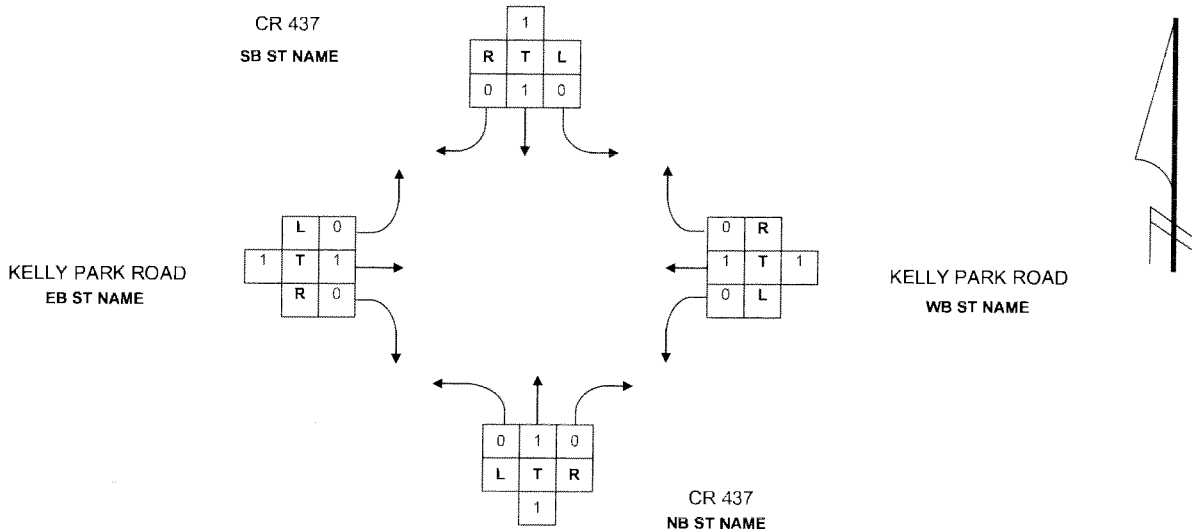 CR 437
SB ST NAME
1
R T L
0 1 0
L 0
1 T 1
R 0
KELLY PARK ROAD
EB ST NAME
0 R
1 T 1
0 L
KELLY PARK ROAD
WB ST NAME
0 1 0
L T R
1
CR 437
NB ST NAME